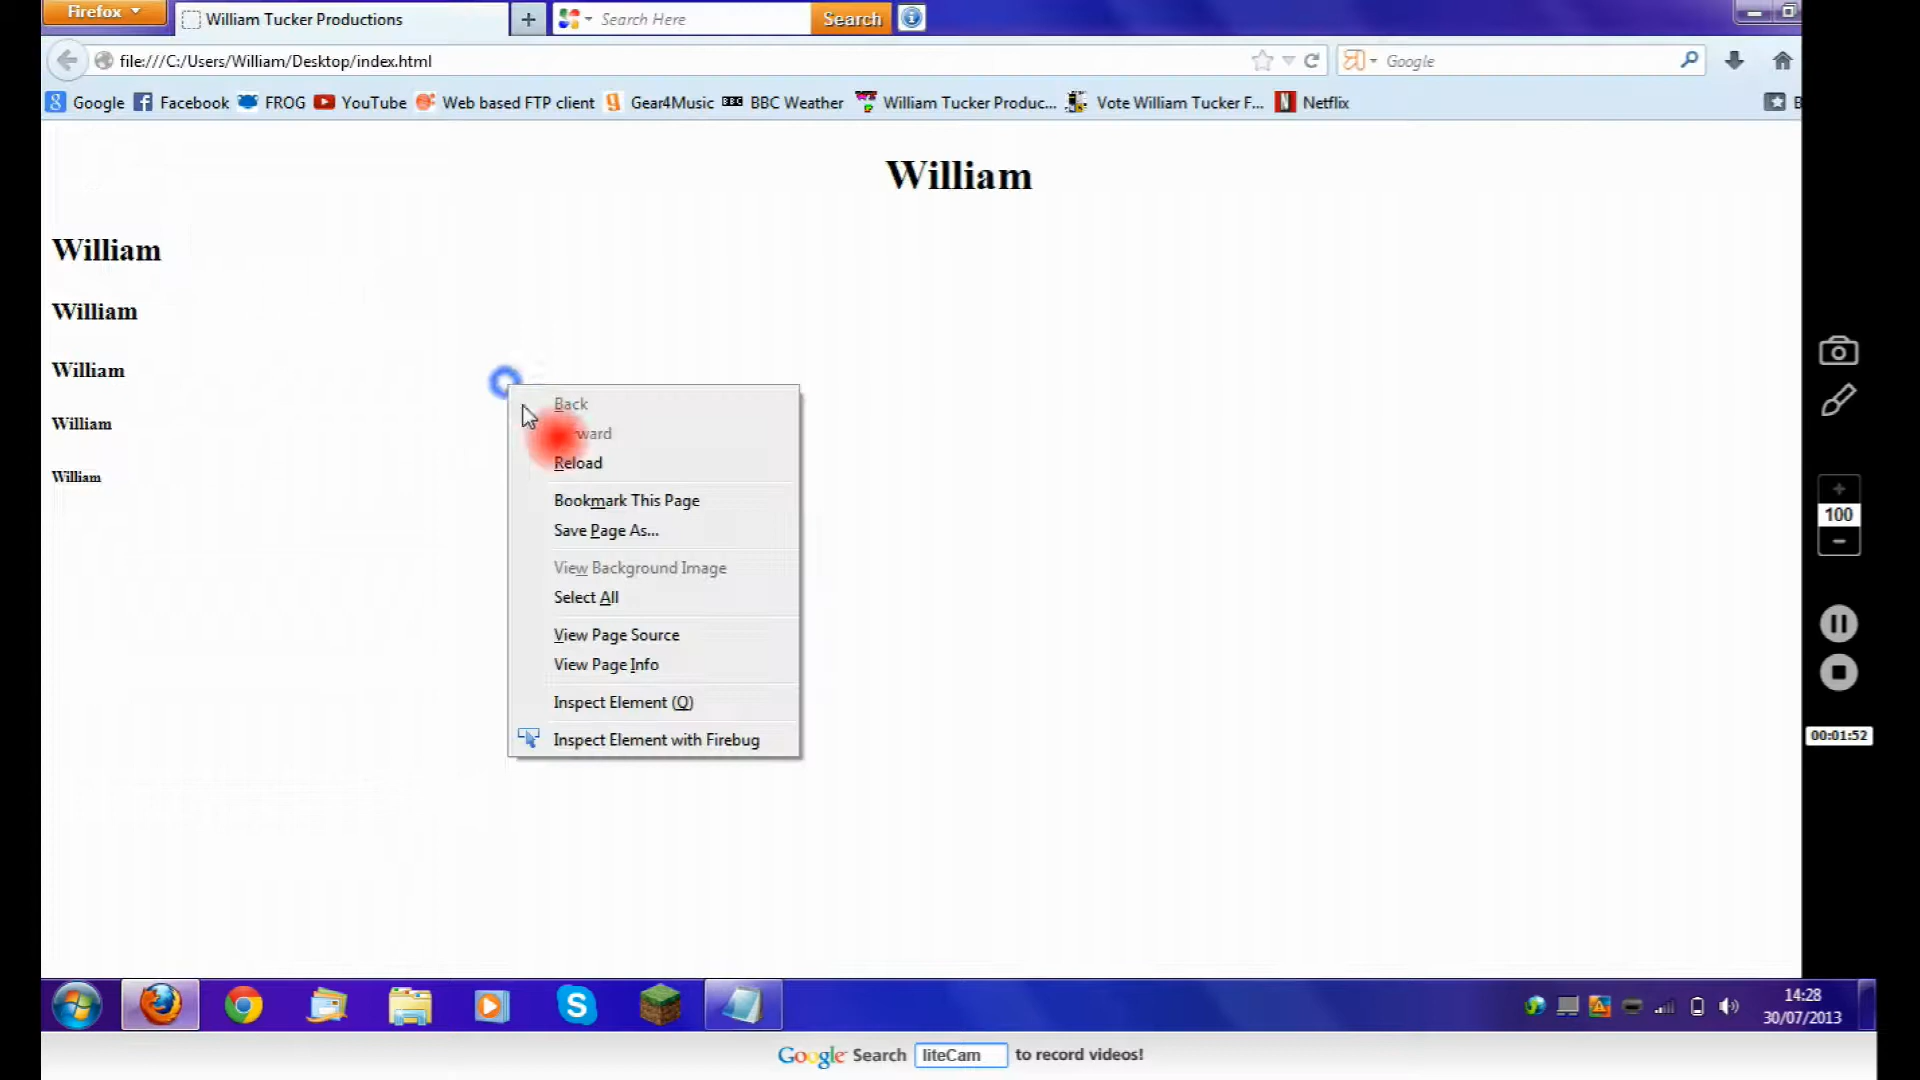 Firefox
William Tucker Productions
Search Here
Search
file:///C:/Users/William/Desktop/index.html
Google
Google
Facebook
FROG
YouTube
Web based FTP client
Gear4Music
BBC Weather
William Tucker Produc...
Vote William Tucker F...
Netflix
William
William
William
William
William
William
Back
ward
Reload
Bookmark This Page
Save Page As...
View Background Image
Select All
View Page Source
View Page Info
Inspect Element (Q)
Inspect Element with Firebug
100
00:01:52
14:28
30/07/2013
Google Search liteCam to record videos!